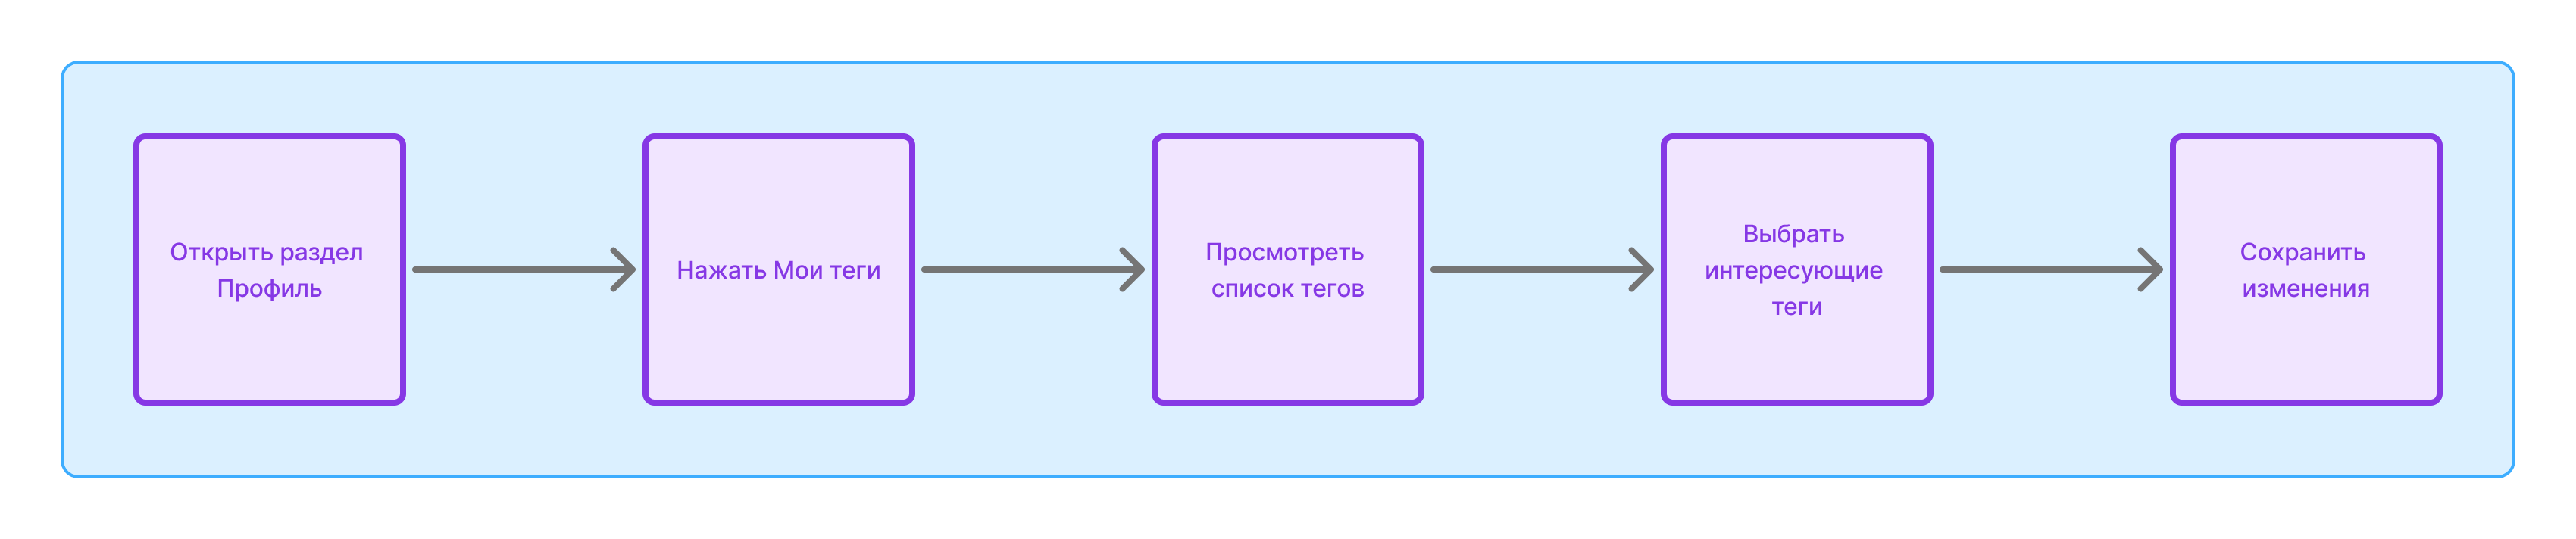 Открыть раздел
Профиль
Нажать Мои теги
Просмотреть
список тегов
Выбрать
интересующие
теги
Сохранить
изменения